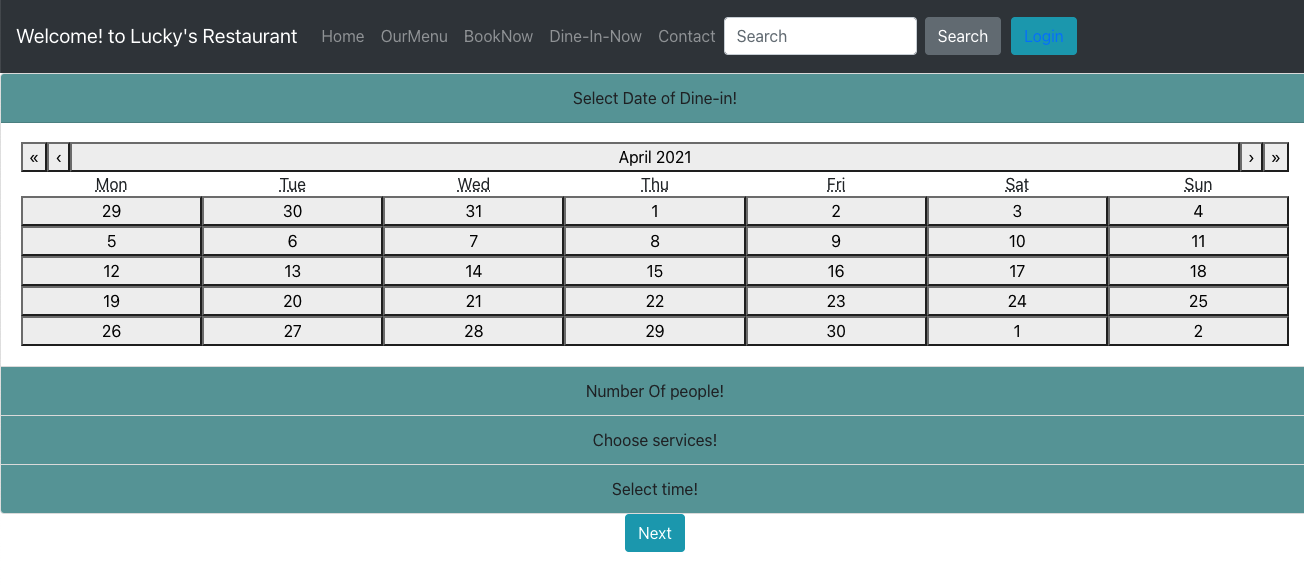 Welcome! to Lucky's Restaurant Home OurMenu BookNow Dine-In-Now Contact Search Search Login
Select Date of Dine-in!
« ‹ April 2021 › »
Mon Tue Wed Thu Fri Sat Sun
29 30 31 1 2 3 4
5 6 7 8 9 10 11
12 13 14 15 16 17 18
19 20 21 22 23 24 25
26 27 28 29 30 1 2
Number Of people!
Choose services!
Select time!
Next